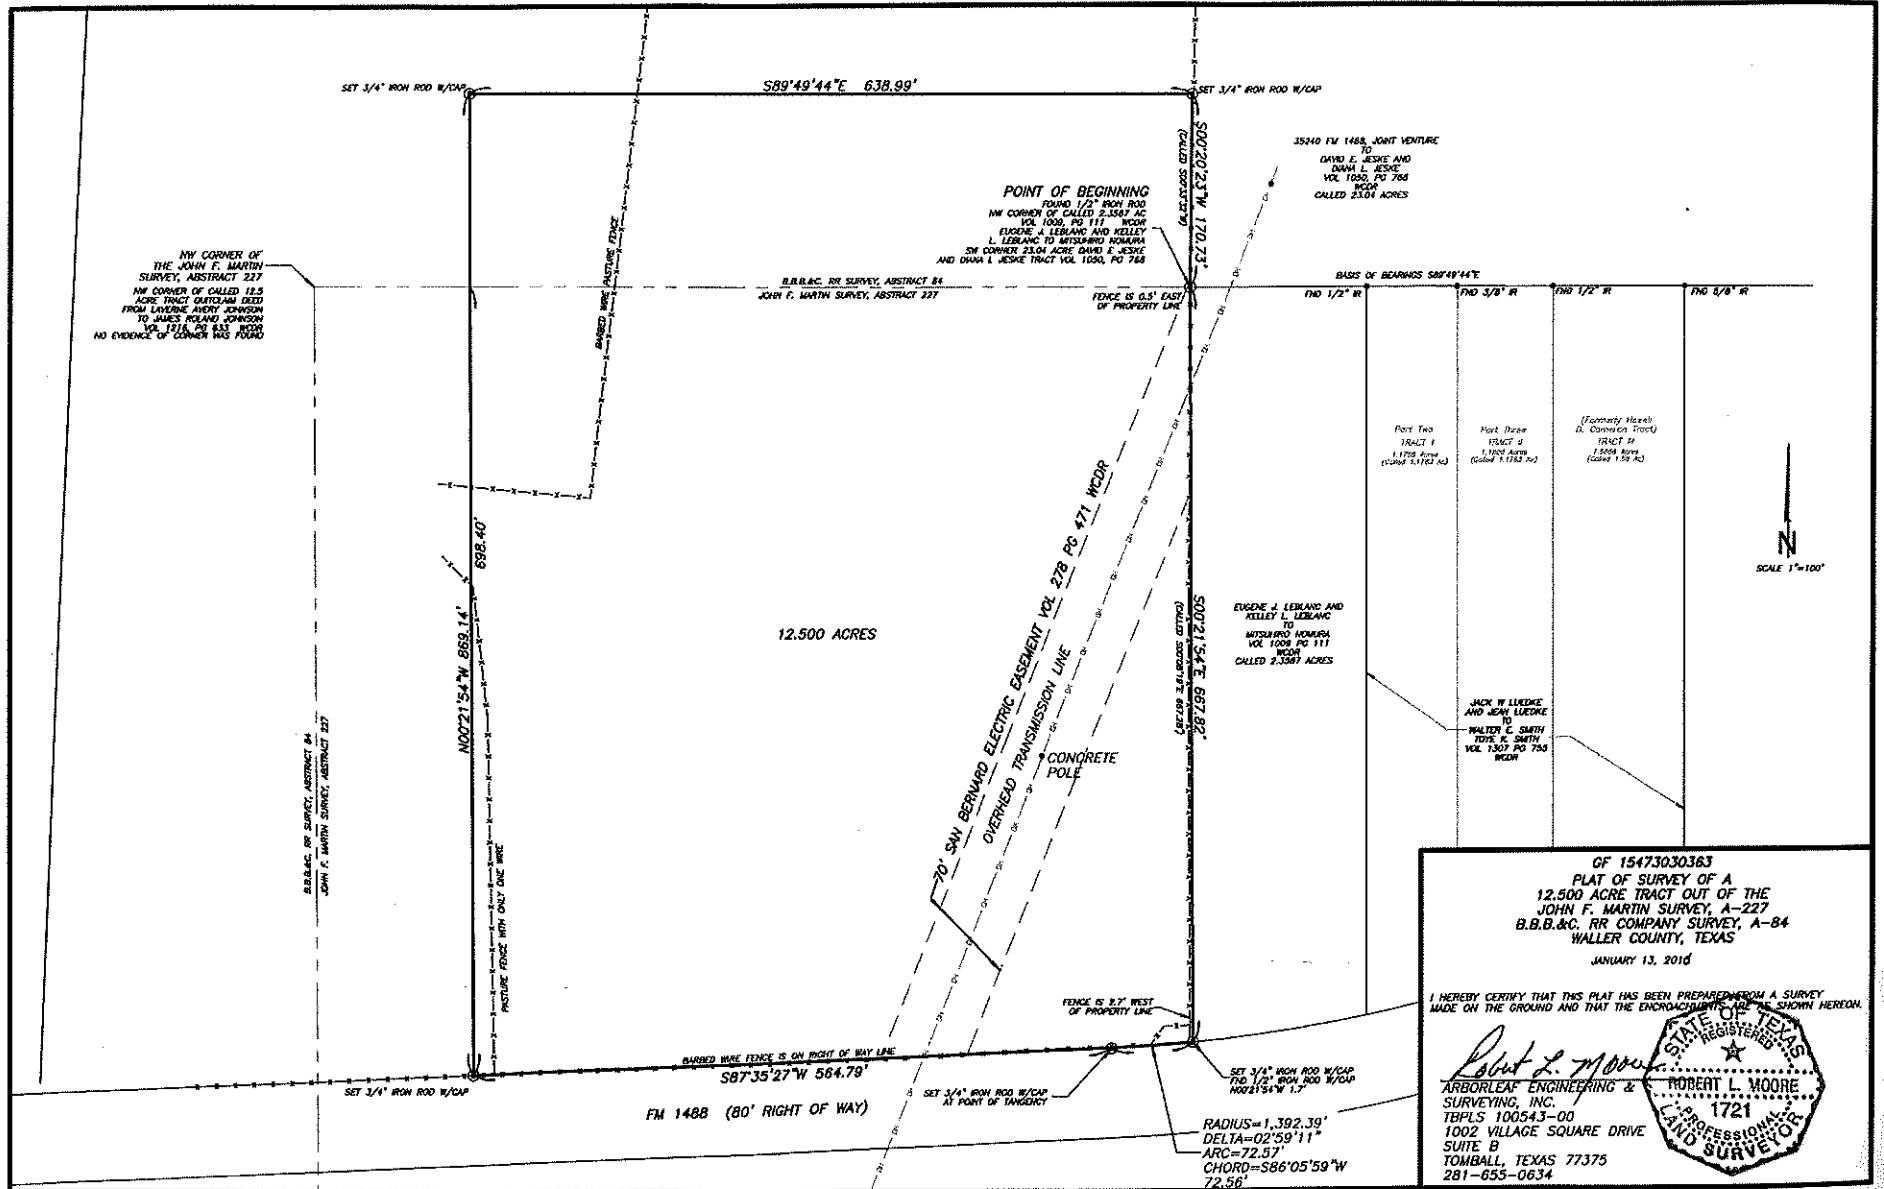 SET 3/4" IRON ROD W/CAP
S89°49'44"E 638.99'
SET 3/4" IRON ROD W/CAP
S00°20'23"W 170.73'
35240 FM 1488, JOINT VENTURE
TO
DAVID E. JESKE AND
DIANA L. JESKE
VOL 1050, PG 768
WCDR
CALLED 23.04 ACRES
POINT OF BEGINNING
FOUND 1/2" IRON ROD
NW CORNER OF CALLED 2.3587 AC
VOL 1009, PG 111 WCDR
EUGENE J. LEBLANC AND KELLEY
L. LEBLANC TO MITSUHIRO NOMURA
SW CORNER 23.04 ACRE DAVID E JESKE
AND DIANA L JESKE TRACT VOL 1050, PG 768
BARBED WIRE PASTURE FENCE
NW CORNER OF
THE JOHN F. MARTIN
SURVEY, ABSTRACT 227
NW CORNER OF CALLED 12.5
ACRE TRACT QUITCLAIM DEED
FROM LAVERNE AVERY JOHNSON
TO JAMES ROLAND JOHNSON
VOL 1216, PG 633 WCDR
NO EVIDENCE OF CORNER WAS FOUND
B.B.B.&C. RR SURVEY, ABSTRACT 84
JOHN F. MARTIN SURVEY, ABSTRACT 227
FENCE IS 0.5' EAST
OF PROPERTY LINE
BASIS OF BEARINGS S89°49'44"E
FND 1/2" IR
FND 3/8" IR
FND 1/2" IR
FND 5/8" IR
Part Two
TRACT I
(Called 1.1783 Ac)
Part Three
TRACT II
(Called 1.1783 Ac)
(Formerly Hazel
D. Cameron Tract)
TRACT III
N
SCALE 1"=100'
698.40'
N00°21'54"W 869.14'
12.500 ACRES
70' SAN BERNARD ELECTRIC EASEMENT VOL 278 PG 471 WCDR
OVERHEAD TRANSMISSION LINE
CONCRETE
POLE
S00°21'54"E 667.82'
EUGENE J. LEBLANC AND
KELLEY L. LEBLANC
TO
MITSUHIRO NOMURA
VOL 1009 PG 111
WCDR
CALLED 2.3587 ACRES
JACK W LUEDKE
AND JEAN LUEDKE
TO
WALTER E. SMITH
TOYE K. SMITH
VOL 1307 PG 755
WCDR
B.B.B.&C. RR SURVEY, ABSTRACT 84
JOHN F. MARTIN SURVEY, ABSTRACT 227
PASTURE FENCE WITH ONLY ONE WIRE
FENCE IS 2.7' WEST
OF PROPERTY LINE
BARBED WIRE FENCE IS ON RIGHT OF WAY LINE
S87°35'27"W 564.79'
SET 3/4" IRON ROD W/CAP
FM 1488 (80' RIGHT OF WAY)
SET 3/4" IRON ROD W/CAP
AT POINT OF TANGENCY
SET 3/4" IRON ROD W/CAP
FND 1/2" IRON ROD W/CAP
N00°21'54"W 1.7'
RADIUS=1,392.39'
DELTA=02°59'11"
ARC=72.57'
CHORD=S86°05'59"W
72.56'
GF 15473030363
PLAT OF SURVEY OF A
12.500 ACRE TRACT OUT OF THE
JOHN F. MARTIN SURVEY, A-227
B.B.B.&C. RR COMPANY SURVEY, A-84
WALLER COUNTY, TEXAS
JANUARY 13, 2016
I HEREBY CERTIFY THAT THIS PLAT HAS BEEN PREPARED FROM A SURVEY
MADE ON THE GROUND AND THAT THE ENCROACHMENTS ARE AS SHOWN HEREON.
Robert L. Moore
ARBORLEAF ENGINEERING &
SURVEYING, INC.
TBPLS 100543-00
1002 VILLAGE SQUARE DRIVE
SUITE B
TOMBALL, TEXAS 77375
281-655-0634
STATE OF TEXAS
REGISTERED
ROBERT L. MOORE
1721
PROFESSIONAL
LAND SURVEYOR